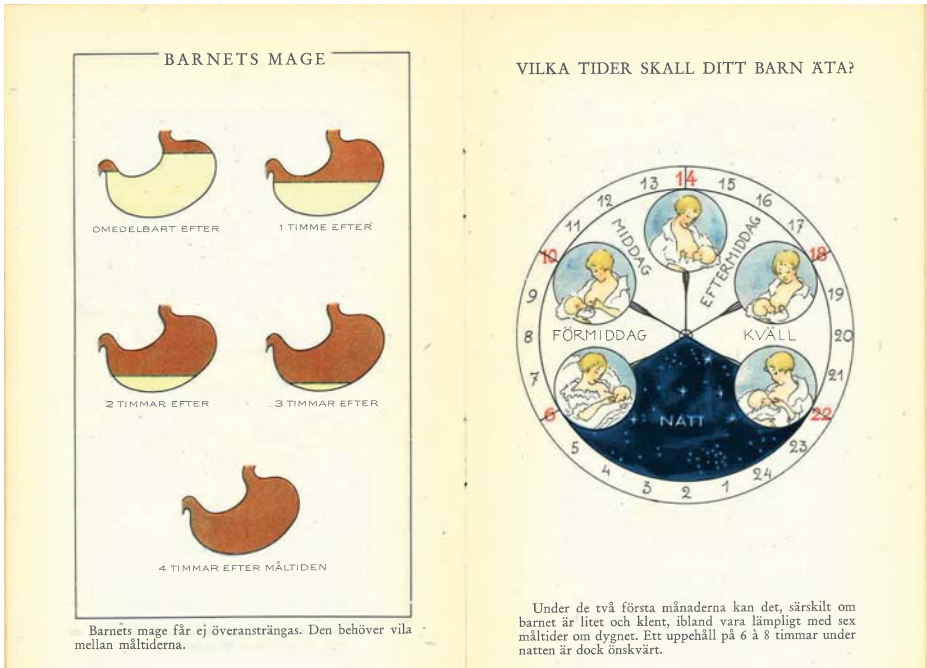 BARNETS MAGE
OMEDELBART EFTER
1 TIMME EFTER
2 TIMMAR EFTER
3 TIMMAR EFTER
4 TIMMAR EFTER MÅLTIDEN
Barnets mage får ej överansträngas. Den behöver vila
mellan måltiderna.
VILKA TIDER SKALL DITT BARN ÄTA?
14
15
16
17
18
19
20
21
22
23
24
1
2
3
4
5
6
7
8
9
10
11
12
13
FÖRMIDDAG
MIDDAG
EFTERMIDDAG
KVÄLL
NATT
Under de två första månaderna kan det, särskilt om
barnet är litet och klent, ibland vara lämpligt med sex
måltider om dygnet. Ett uppehåll på 6 à 8 timmar under
natten är dock önskvärt.